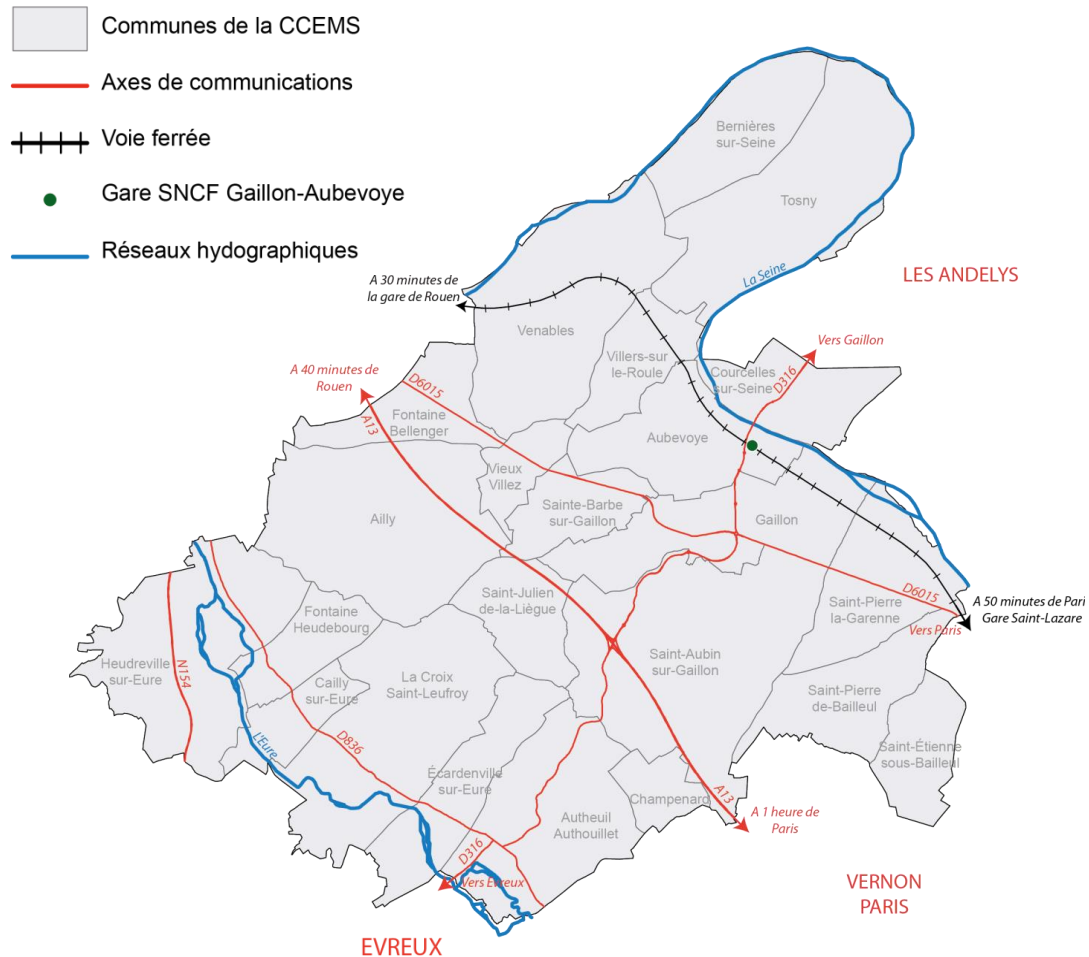 Communes de la CCEMS
Axes de communications
Voie ferrée
Gare SNCF Gaillon-Aubevoye
Réseaux hydographiques
Bernières
sur-Seine
Tosny
La Seine
LES ANDELYS
A 30 minutes de
la gare de Rouen
Venables
Villers-sur
le-Roule
Vers Gaillon
Courcelles
sur-Seine
D316
A 40 minutes de
Rouen
D6015
A13
Fontaine
Bellenger
Aubevoye
Vieux
Villez
Sainte-Barbe
sur-Gaillon
Gaillon
Ailly
Saint-Julien
de-la-Liègue
D6015
A 50 minutes de Pari
Gare Saint-Lazare
Saint-Pierre
la-Garenne
Vers Paris
Fontaine
Heudebourg
Heudreville
sur-Eure
N154
Cailly
sur-Eure
La Croix
Saint-Leufroy
Saint-Aubin
sur-Gaillon
Saint-Pierre
de-Bailleul
L'Eure
D836
Saint-Étienne
sous-Bailleul
Écardenville
sur-Eure
Champenard
A13
A 1 heure de
Paris
Autheuil
Authouillet
D316
Vers Evreux
VERNON
PARIS
EVREUX